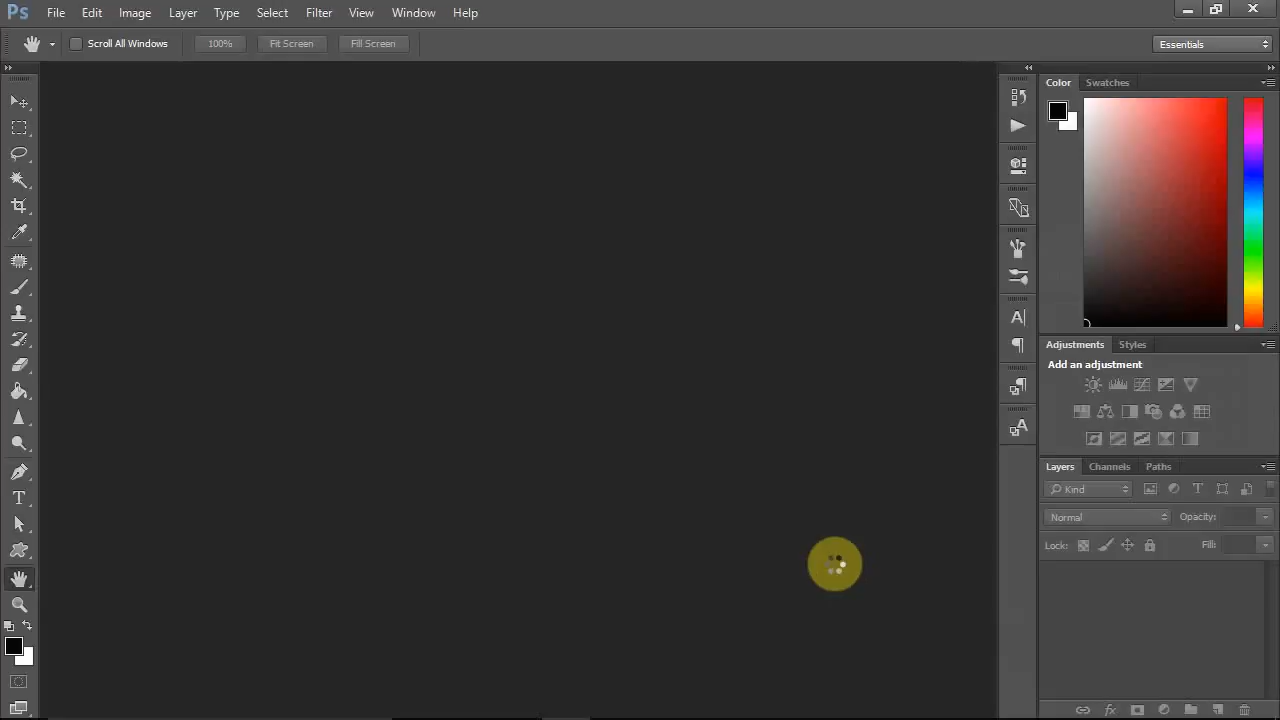 Ps File Edit Image Layer Type Select Filter View Window Help
Scroll All Windows 100% Fit Screen Fill Screen Essentials
Color Swatches
Adjustments Styles
Add an adjustment
Layers Channels Paths
Kind T
Normal Opacity:
Lock: Fill:
A
A
T
fx